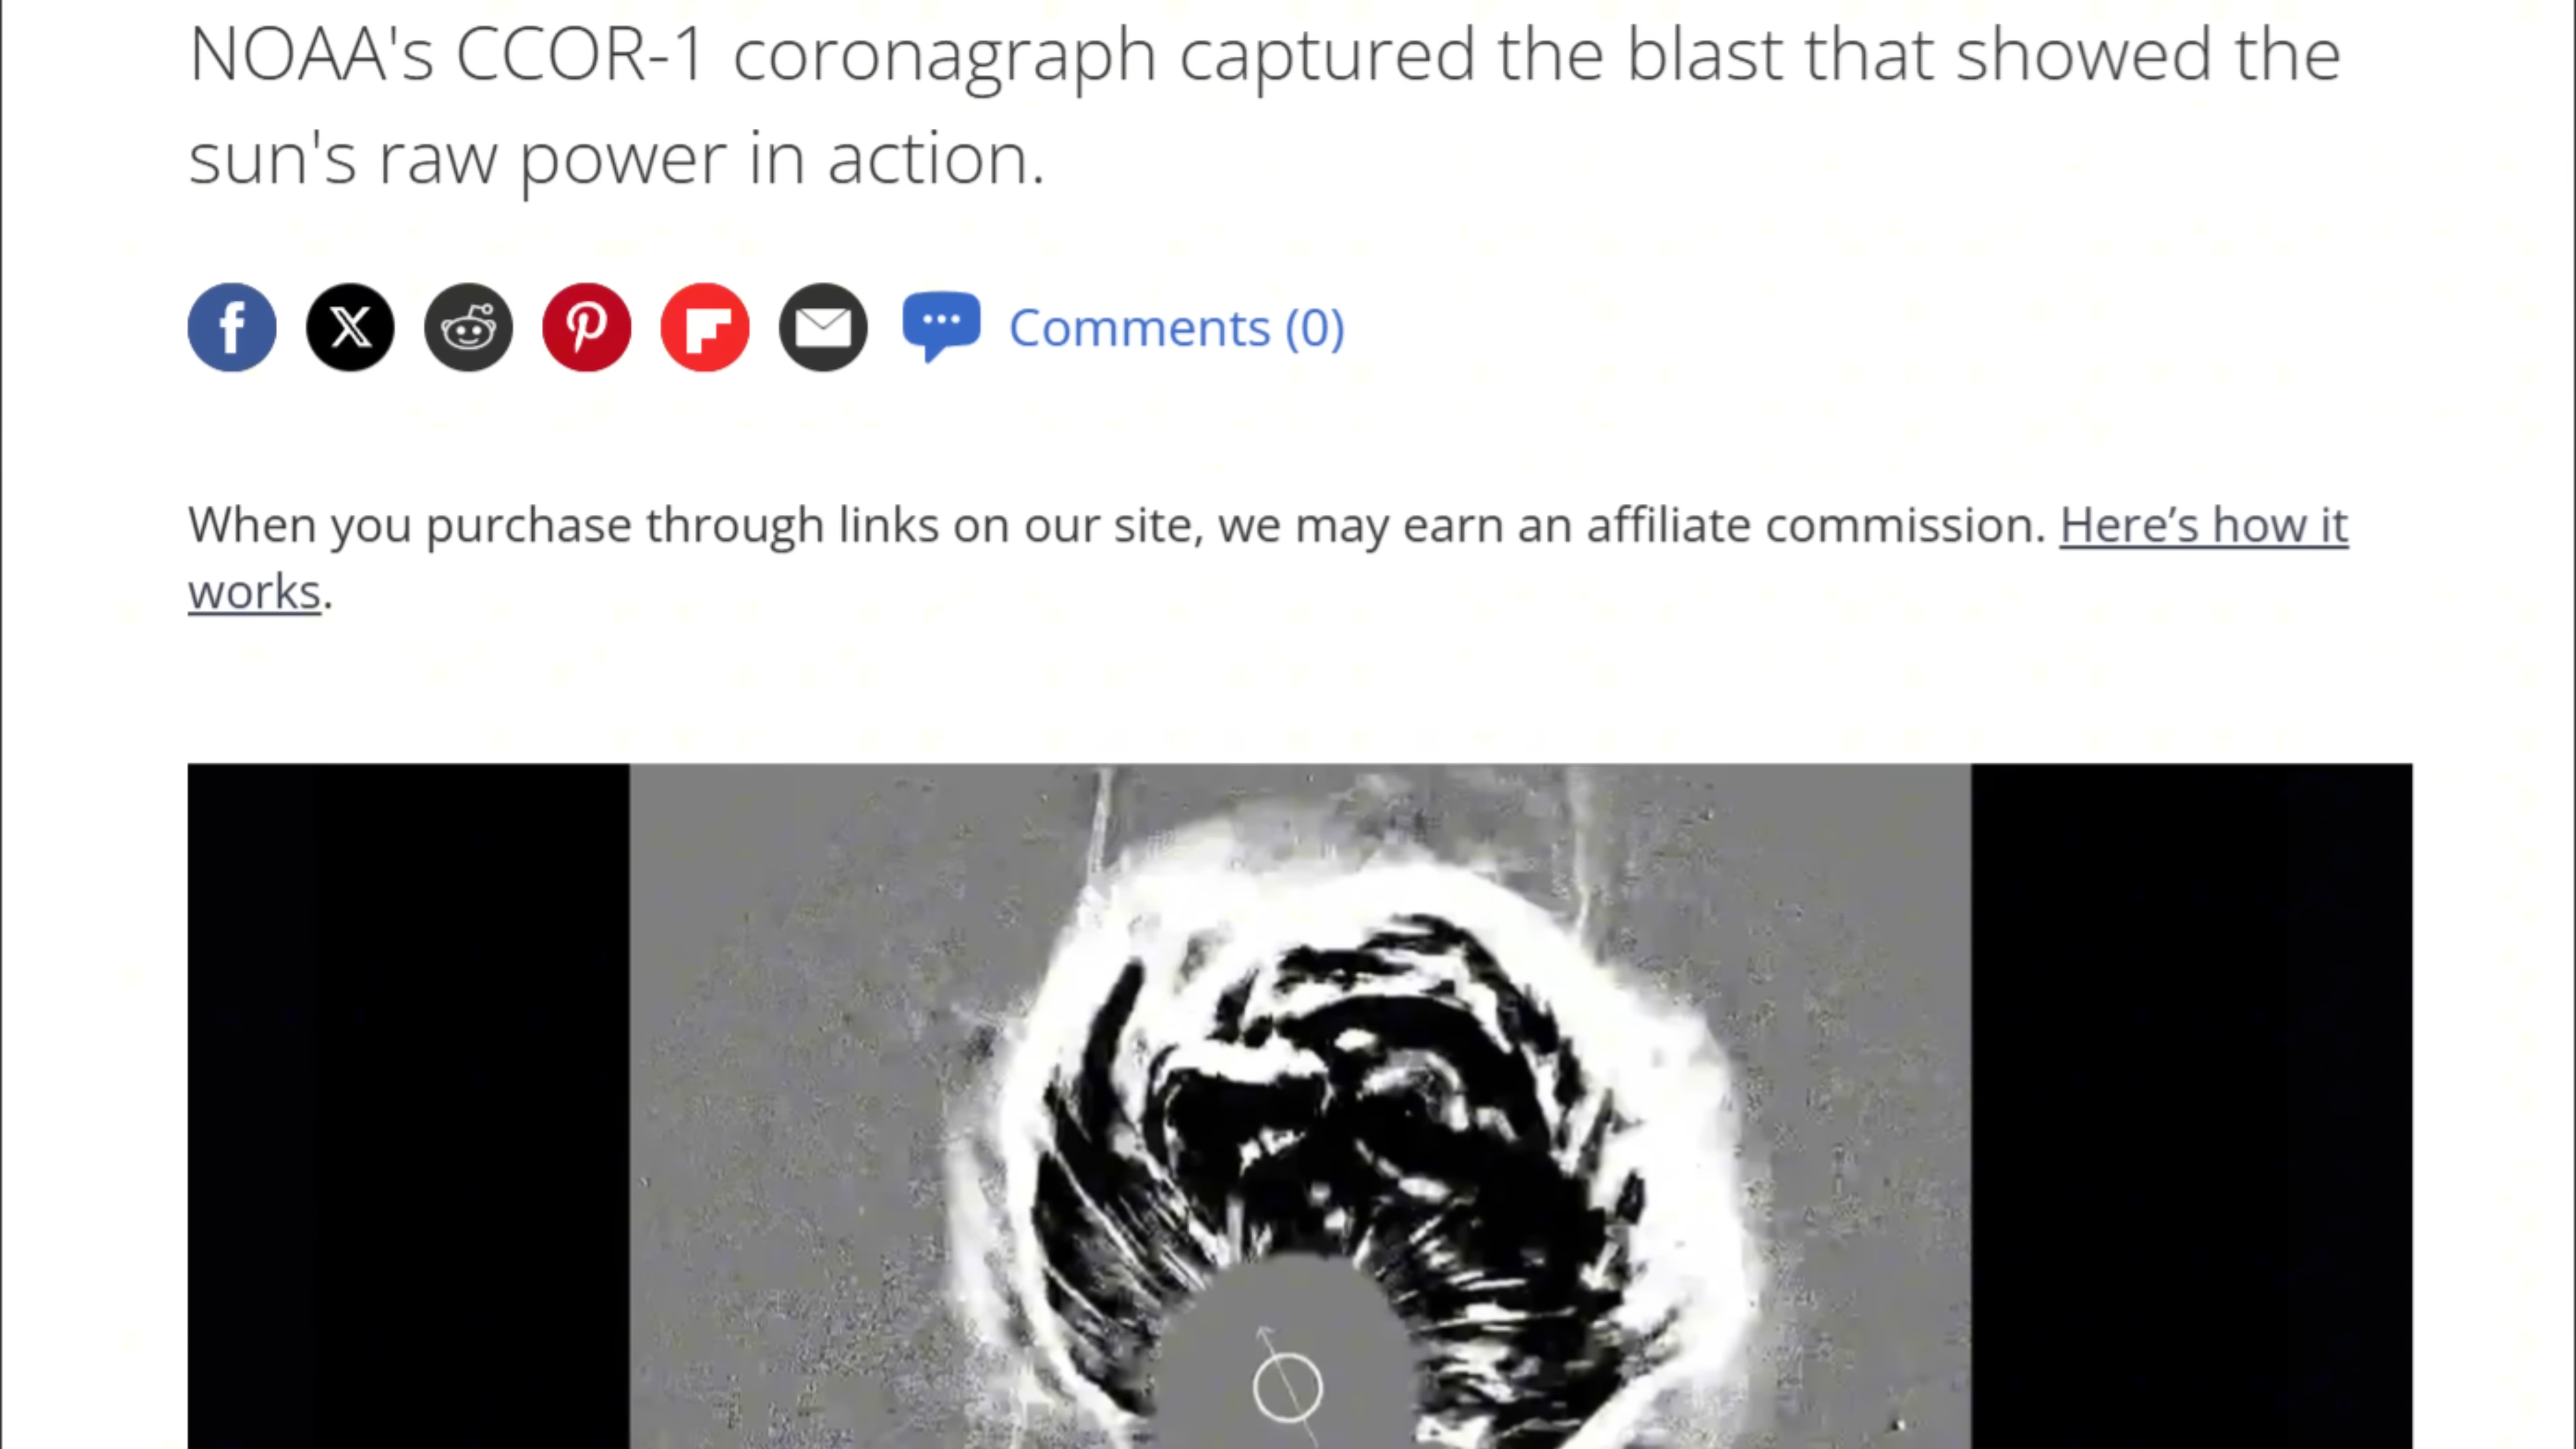 NOAA's CCOR-1 coronagraph captured the blast that showed the
sun's raw power in action.
Comments (0)
When you purchase through links on our site, we may earn an affiliate commission. Here’s how it
works.